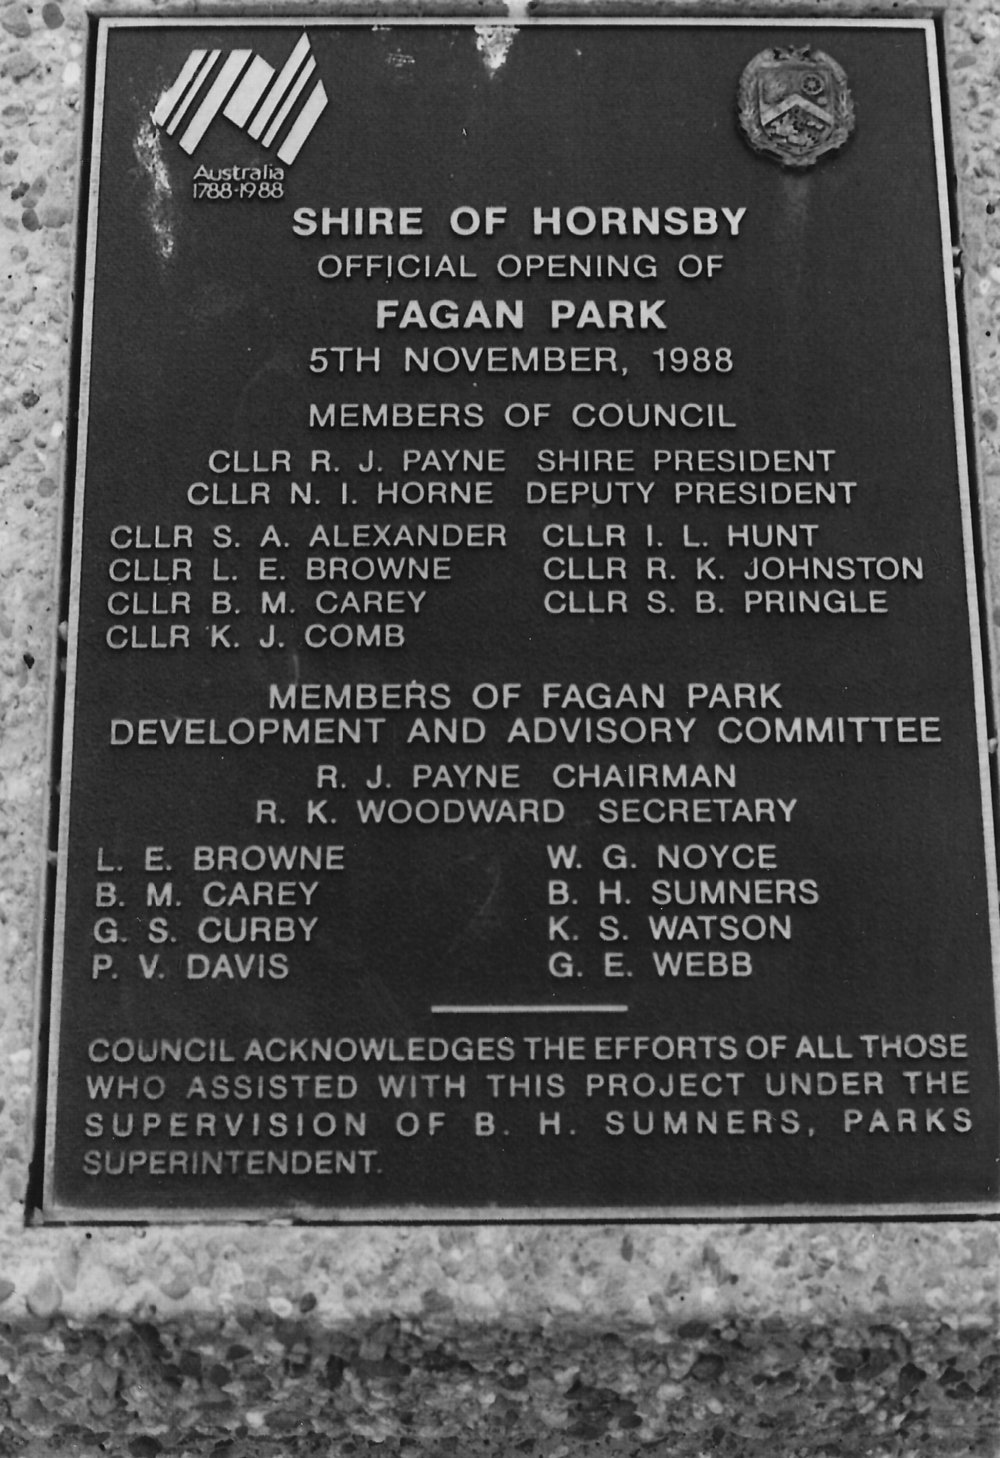 Australia
1788-1988
SHIRE OF HORNSBY
OFFICIAL OPENING OF
FAGAN PARK
5TH NOVEMBER, 1988
MEMBERS OF COUNCIL
CLLR R. J. PAYNE SHIRE PRESIDENT
CLLR N. I. HORNE DEPUTY PRESIDENT
CLLR S. A. ALEXANDER
CLLR L. E. BROWNE
CLLR B. M. CAREY
CLLR K. J. COMB
CLLR I. L. HUNT
CLLR R. K. JOHNSTON
CLLR S. B. PRINGLE
MEMBERS OF FAGAN PARK
DEVELOPMENT AND ADVISORY COMMITTEE
R. J. PAYNE CHAIRMAN
R. K. WOODWARD SECRETARY
L. E. BROWNE
B. M. CAREY
G. S. CURBY
P. V. DAVIS
W. G. NOYCE
B. H. SUMNERS
K. S. WATSON
G. E. WEBB
COUNCIL ACKNOWLEDGES THE EFFORTS OF ALL THOSE
WHO ASSISTED WITH THIS PROJECT UNDER THE
SUPERVISION OF B. H. SUMNERS, PARKS
SUPERINTENDENT.